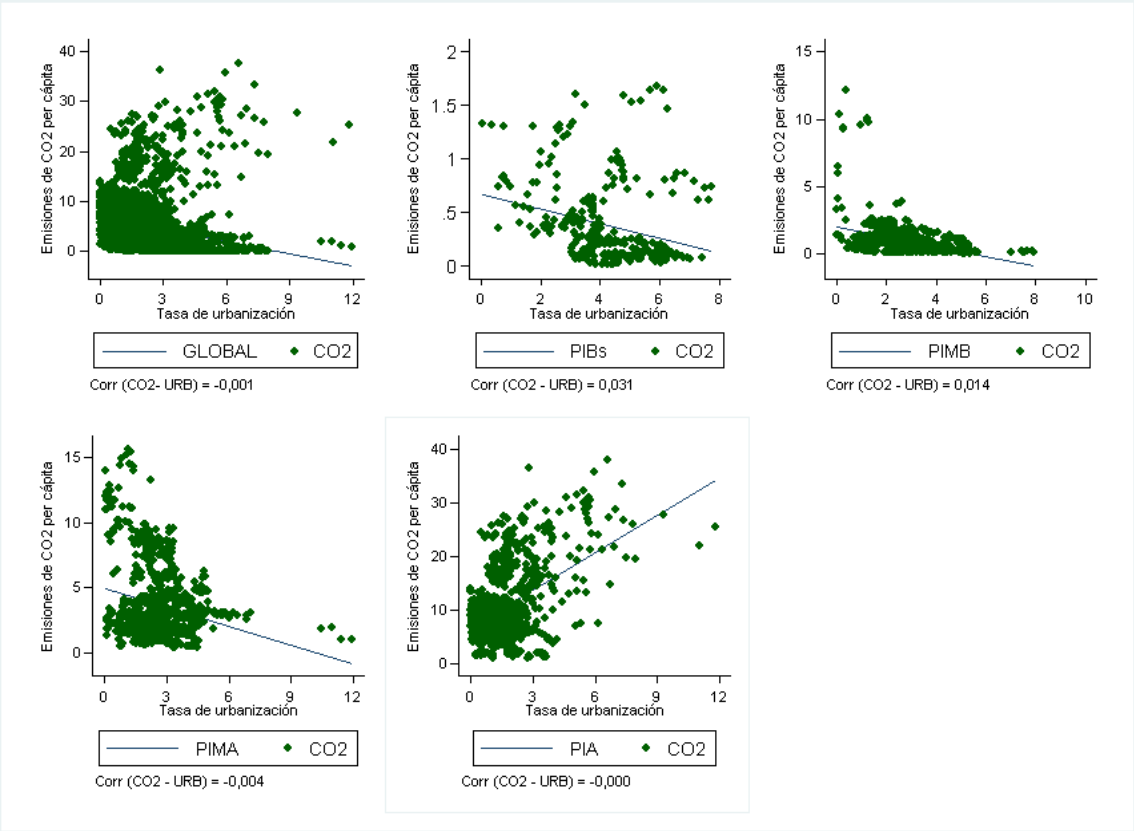 Emisiones de CO2 per cápita
40
30
20
10
0
0 3 6 9 12
Tasa de urbanización
GLOBAL CO2
Corr (CO2- URB) = -0,001
Emisiones de CO2 per cápita
2
1.5
1
.5
0
0 2 4 6 8
Tasa de urbanización
PIBs CO2
Corr (CO2 - URB) = 0,031
Emisiones de CO2 per cápita
15
10
5
0
0 2 4 6 8 10
Tasa de urbanización
PIMB CO2
Corr (CO2 - URB) = 0,014
Emisiones de CO2 per cápita
15
10
5
0
0 3 6 9 12
Tasa de urbanización
PIMA CO2
Corr (CO2 - URB) = -0,004
Emisiones de CO2 per cápita
40
30
20
10
0
0 3 6 9 12
Tasa de urbanización
PIA CO2
Corr (CO2 - URB) = -0,000